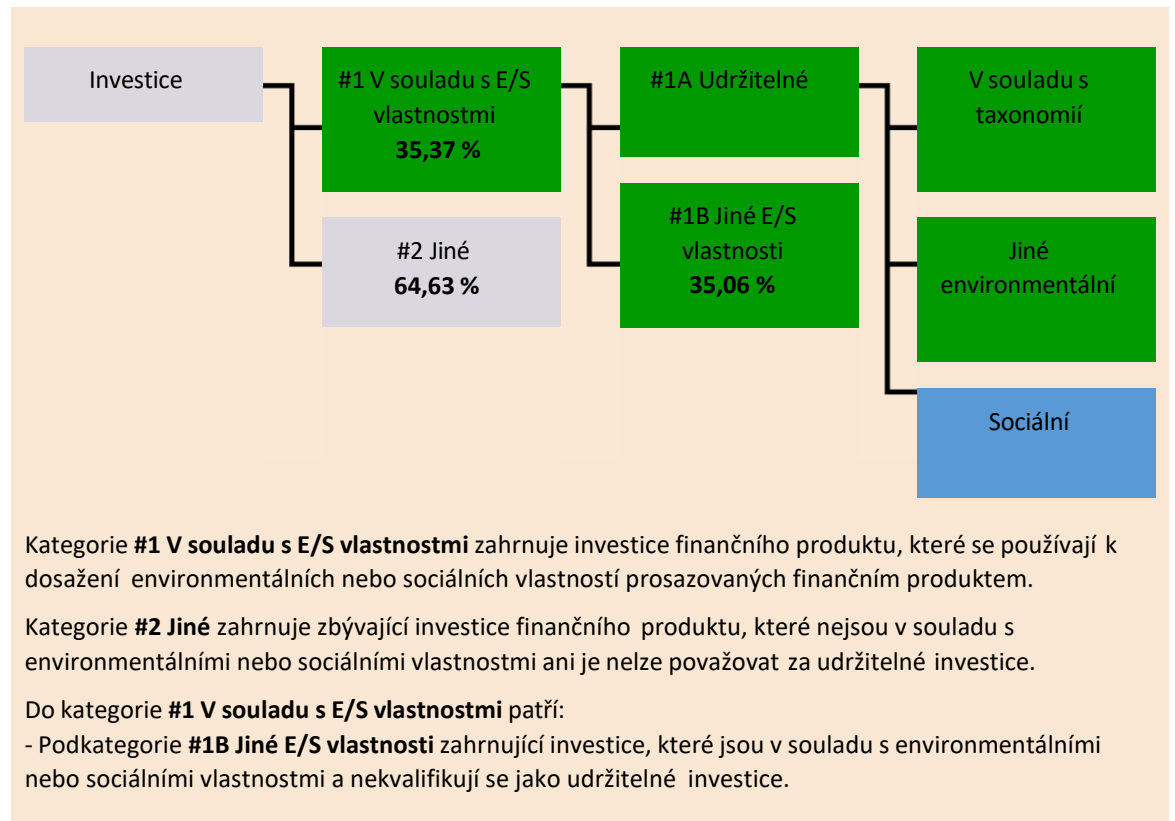 Investice
#1 V souladu s E/S
vlastnostmi
35,37 %
#2 Jiné
64,63 %
#1A Udržitelné
#1B Jiné E/S
vlastnosti
35,06 %
V souladu s
taxonomií
Jiné
environmentální
Sociální
Kategorie #1 V souladu s E/S vlastnostmi zahrnuje investice finančního produktu, které se používají k
dosažení environmentálních nebo sociálních vlastností prosazovaných finančním produktem.
Kategorie #2 Jiné zahrnuje zbývající investice finančního produktu, které nejsou v souladu s
environmentálními nebo sociálními vlastnostmi ani je nelze považovat za udržitelné investice.
Do kategorie #1 V souladu s E/S vlastnostmi patří:
- Podkategorie #1B Jiné E/S vlastnosti zahrnující investice, které jsou v souladu s environmentálními
nebo sociálními vlastnostmi a nekvalifikují se jako udržitelné investice.